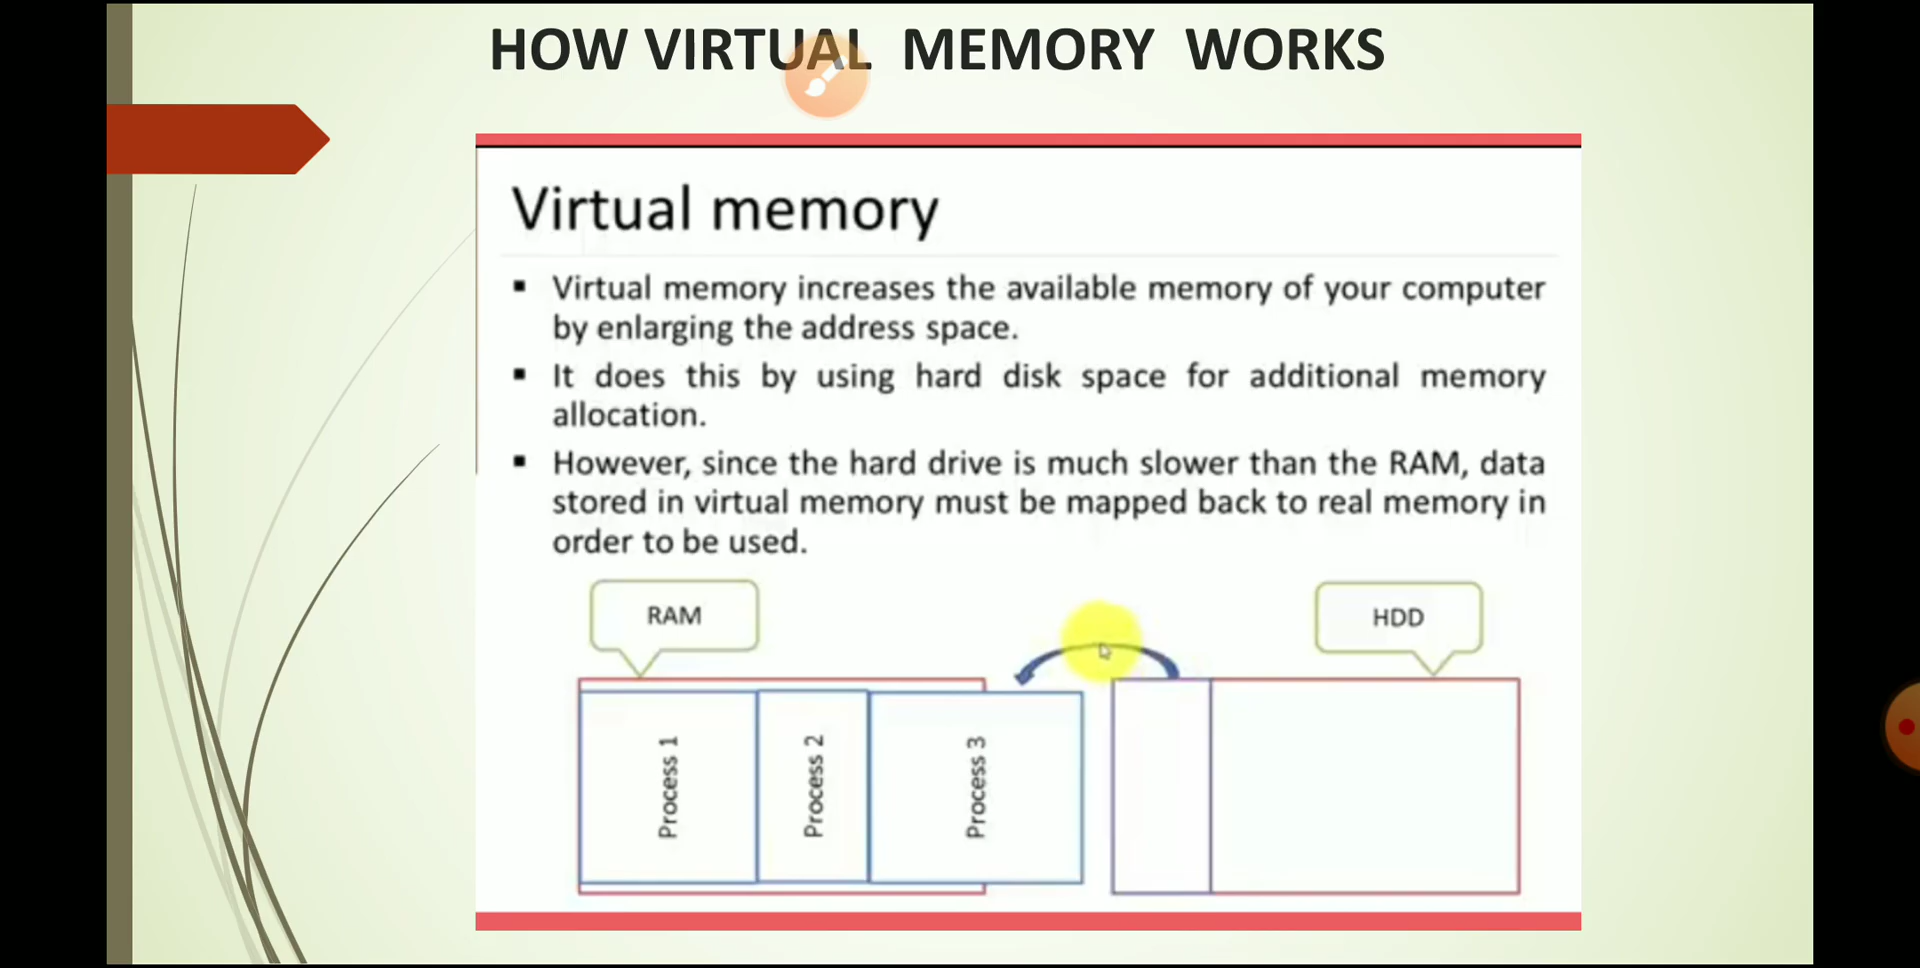 HOW VIRTUAL MEMORY WORKS
Virtual memory
▪ Virtual memory increases the available memory of your computer
by enlarging the address space.
▪ It does this by using hard disk space for additional memory
allocation.
▪ However, since the hard drive is much slower than the RAM, data
stored in virtual memory must be mapped back to real memory in
order to be used.
RAM
HDD
Process 1
Process 2
Process 3